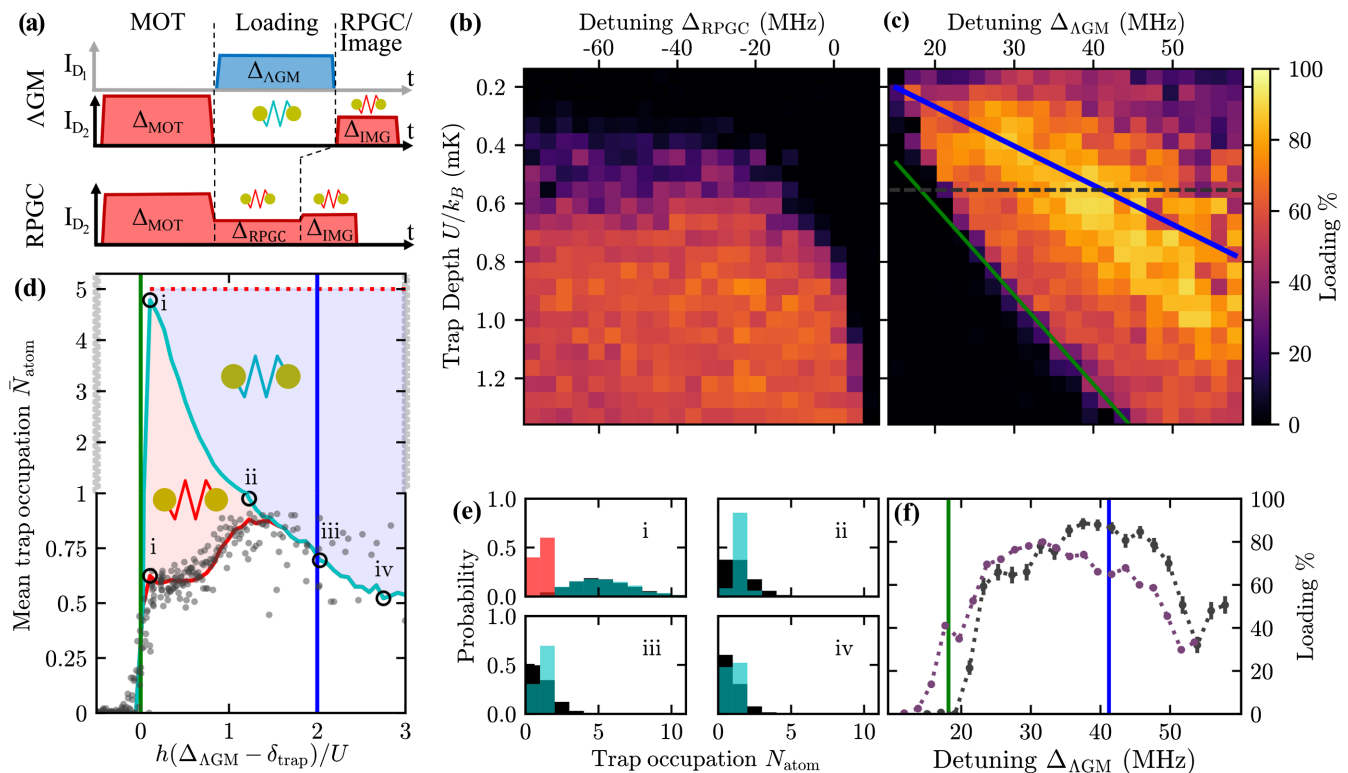 (a)
MOT
Loading
RPGC/
Image
ΛGM
I_D₁
Δ_ΛGM
t
I_D₂
Δ_MOT
Δ_IMG
t
RPGC
I_D₂
Δ_MOT
Δ_RPGC
Δ_IMG
t
(b)
Detuning Δ_RPGC (MHz)
-60 -40 -20 0
Trap Depth U/k_B (mK)
0.2
0.4
0.6
0.8
1.0
1.2
(c)
Detuning Δ_ΛGM (MHz)
20 30 40 50
Loading %
100
80
60
40
20
0
(d)
Mean trap occupation N̄_atom
5
4
3
2
1
0.75
0.5
0.25
0
i
i
ii
iii
iv
0 1 2 3
h(Δ_ΛGM − δ_trap)/U
(e)
Probability
1.0
0.5
0.0
1.0
0.5
0.0
i
ii
iii
iv
0 5 10
0 5 10
Trap occupation N_atom
(f)
Loading %
100
80
60
40
20
0
20 30 40 50
Detuning Δ_ΛGM (MHz)